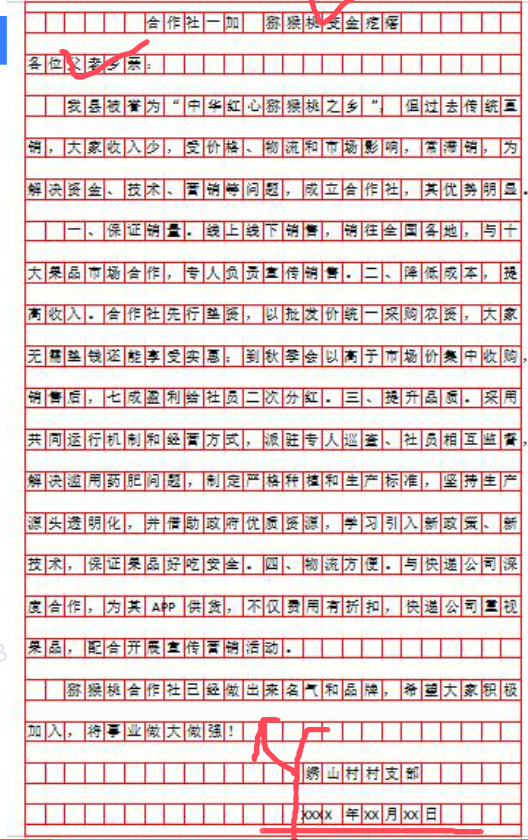 合作社一加 猕猴桃变金疙瘩
各位父老乡亲:
我县被誉为“中华红心猕猴桃之乡”,但过去传统直
销,大家收入少,受价格、物流和市场影响,常滞销,为
解决资金、技术、营销等问题,成立合作社,其优势明显.
一、保证销量.线上线下销售,销往全国各地,与十
大果品市场合作,专人负责宣传销售.二、降低成本,提
高收入.合作社先行垫资,以批发价统一采购农资,大家
无需垫钱还能享受实惠;到秋季会以高于市场价集中收购,
销售后,七成盈利给社员二次分红.三、提升品质.采用
共同运行机制和经营方式,派驻专人巡查、社员相互监督,
解决滥用药肥问题,制定严格种植和生产标准,坚持生产
源头透明化,并借助政府优质资源,学习引入新政策、新
技术,保证果品好吃安全.四、物流方便.与快递公司深
度合作,为其APP供货,不仅费用有折扣,快递公司重视
果品,配合开展宣传营销活动.
猕猴桃合作社已经做出来名气和品牌,希望大家积极
加入,将事业做大做强!
绣山村村支部
XXXX 年XX月XX日